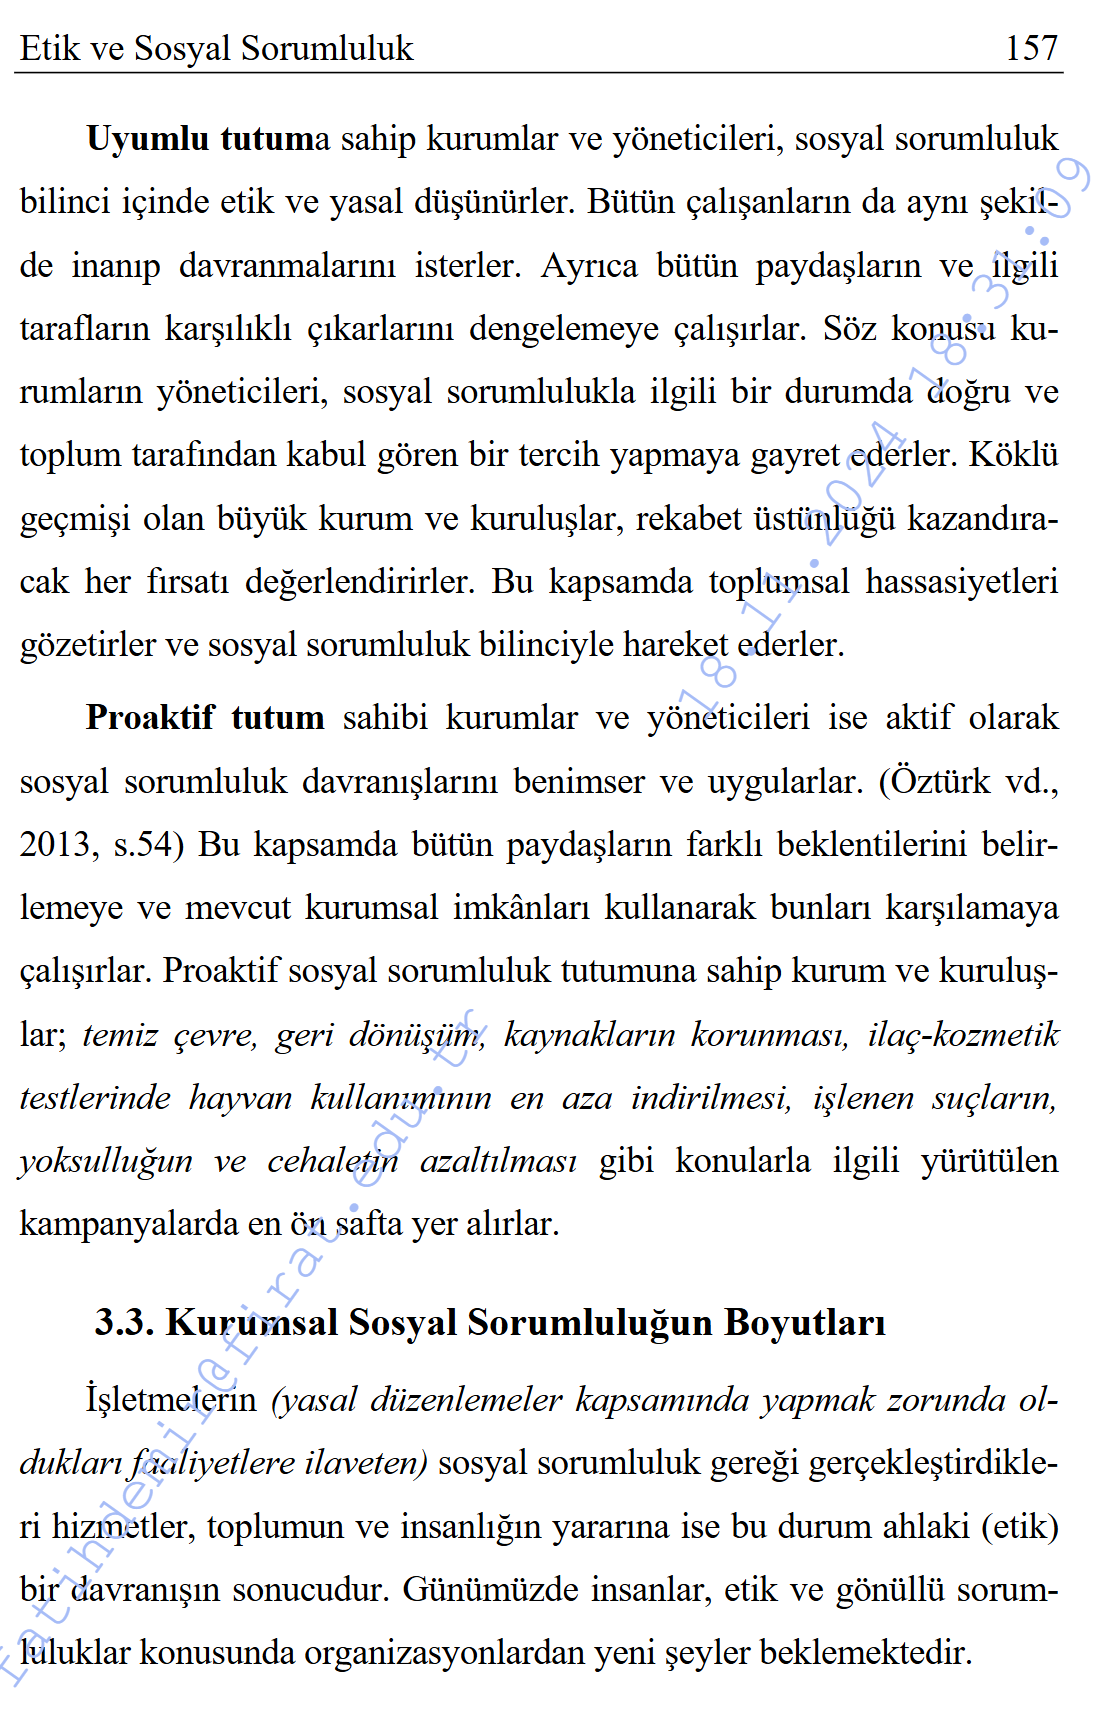 Etik ve Sosyal Sorumluluk 157
Uyumlu tutuma sahip kurumlar ve yöneticileri, sosyal sorumluluk
bilinci içinde etik ve yasal düşünürler. Bütün çalışanların da aynı şekil-
de inanıp davranmalarını isterler. Ayrıca bütün paydaşların ve ilgili
tarafların karşılıklı çıkarlarını dengelemeye çalışırlar. Söz konusu ku-
rumların yöneticileri, sosyal sorumlulukla ilgili bir durumda doğru ve
toplum tarafından kabul gören bir tercih yapmaya gayret ederler. Köklü
geçmişi olan büyük kurum ve kuruluşlar, rekabet üstünlüğü kazandıra-
cak her fırsatı değerlendirirler. Bu kapsamda toplumsal hassasiyetleri
gözetirler ve sosyal sorumluluk bilinciyle hareket ederler.
Proaktif tutum sahibi kurumlar ve yöneticileri ise aktif olarak
sosyal sorumluluk davranışlarını benimser ve uygularlar. (Öztürk vd.,
2013, s.54) Bu kapsamda bütün paydaşların farklı beklentilerini belir-
lemeye ve mevcut kurumsal imkânları kullanarak bunları karşılamaya
çalışırlar. Proaktif sosyal sorumluluk tutumuna sahip kurum ve kuruluş-
lar; temiz çevre, geri dönüşüm, kaynakların korunması, ilaç-kozmetik
testlerinde hayvan kullanımının en aza indirilmesi, işlenen suçların,
yoksulluğun ve cehaletin azaltılması gibi konularla ilgili yürütülen
kampanyalarda en ön safta yer alırlar.
3.3. Kurumsal Sosyal Sorumluluğun Boyutları
İşletmelerin (yasal düzenlemeler kapsamında yapmak zorunda ol-
dukları faaliyetlere ilaveten) sosyal sorumluluk gereği gerçekleştirdikle-
ri hizmetler, toplumun ve insanlığın yararına ise bu durum ahlaki (etik)
bir davranışın sonucudur. Günümüzde insanlar, etik ve gönüllü sorum-
luluklar konusunda organizasyonlardan yeni şeyler beklemektedir.
fatihdemir@firat.edu.tr 18.11.2024 18:31:09